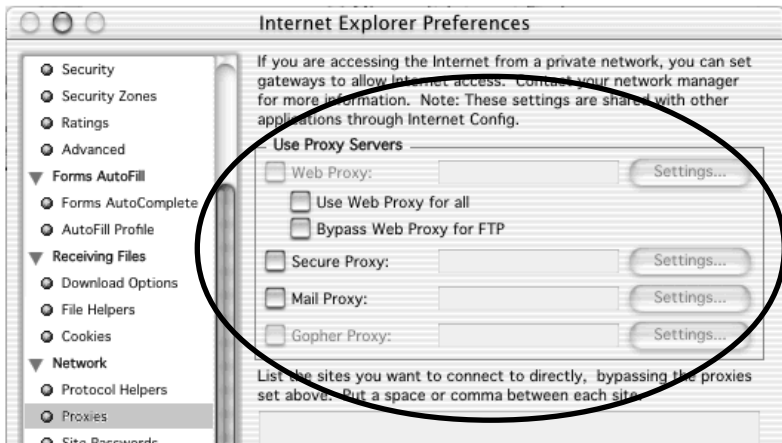 Internet Explorer Preferences
Security
Security Zones
Ratings
Advanced
Forms AutoFill
Forms AutoComplete
AutoFill Profile
Receiving Files
Download Options
File Helpers
Cookies
Network
Protocol Helpers
Proxies
Site Passwords
If you are accessing the Internet from a private network, you can set
gateways to allow Internet access. Contact your network manager
for more information. Note: These settings are shared with other
applications through Internet Config.
Use Proxy Servers
Web Proxy: Settings...
Use Web Proxy for all
Bypass Web Proxy for FTP
Secure Proxy: Settings...
Mail Proxy: Settings...
Gopher Proxy: Settings...
List the sites you want to connect to directly, bypassing the proxies
set above. Put a space or comma between each site.